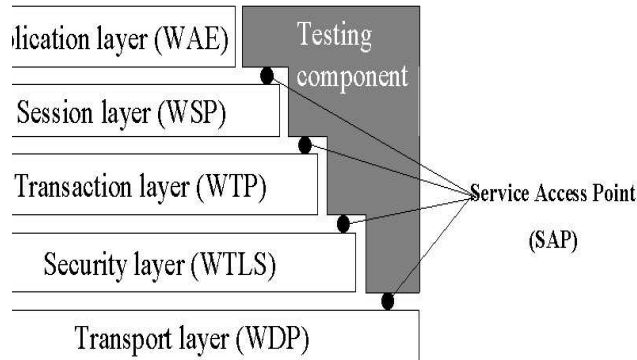 plication layer (WAE)
Testing
component
Session layer (WSP)
Transaction layer (WTP)
Service Access Point
(SAP)
Security layer (WTLS)
Transport layer (WDP)